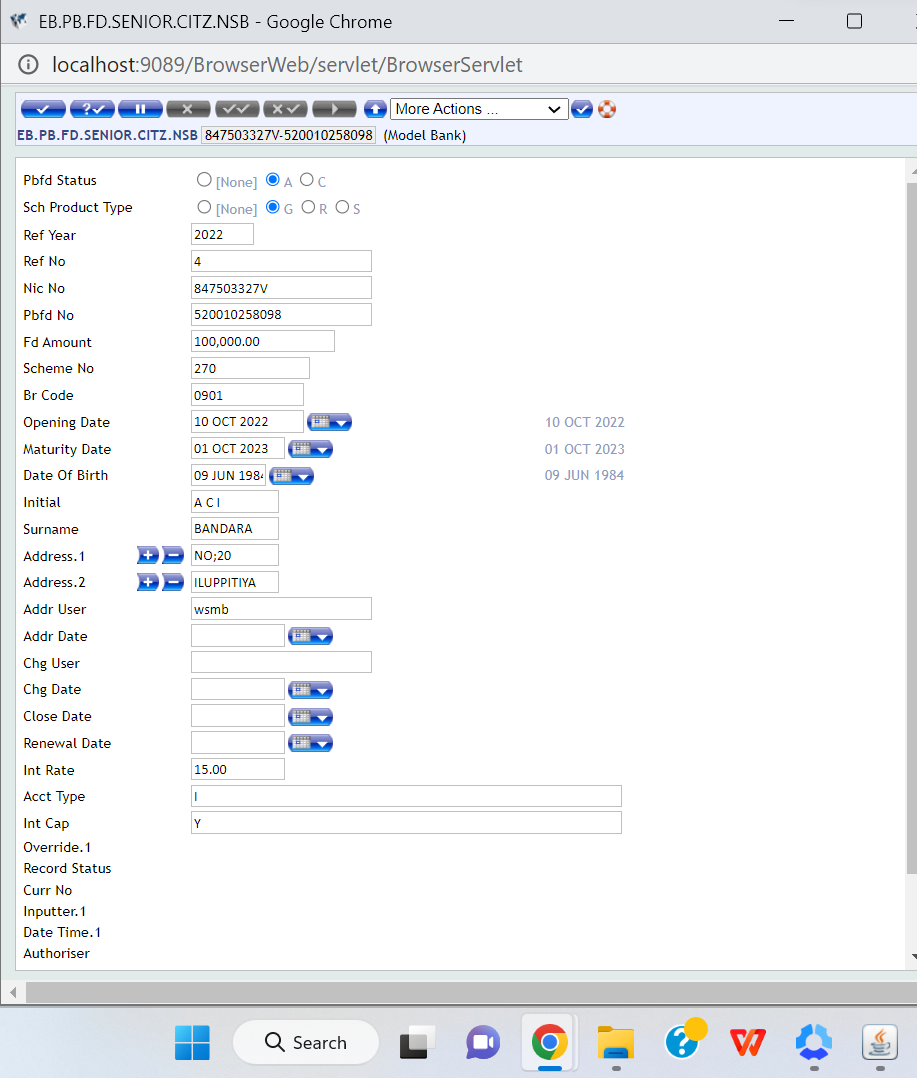 EB.PB.FD.SENIOR.CITZ.NSB - Google Chrome
localhost:9089/BrowserWeb/servlet/BrowserServlet
More Actions ...
EB.PB.FD.SENIOR.CITZ.NSB 847503327V-520010258098 (Model Bank)
Pbfd Status [None] A C
Sch Product Type [None] G R S
Ref Year 2022
Ref No 4
Nic No 847503327V
Pbfd No 520010258098
Fd Amount 100,000.00
Scheme No 270
Br Code 0901
Opening Date 10 OCT 2022 10 OCT 2022
Maturity Date 01 OCT 2023 01 OCT 2023
Date Of Birth 09 JUN 1984 09 JUN 1984
Initial A C I
Surname BANDARA
Address.1 NO;20
Address.2 ILUPPITIYA
Addr User wsmb
Addr Date
Chg User
Chg Date
Close Date
Renewal Date
Int Rate 15.00
Acct Type I
Int Cap Y
Override.1
Record Status
Curr No
Inputter.1
Date Time.1
Authoriser
Search